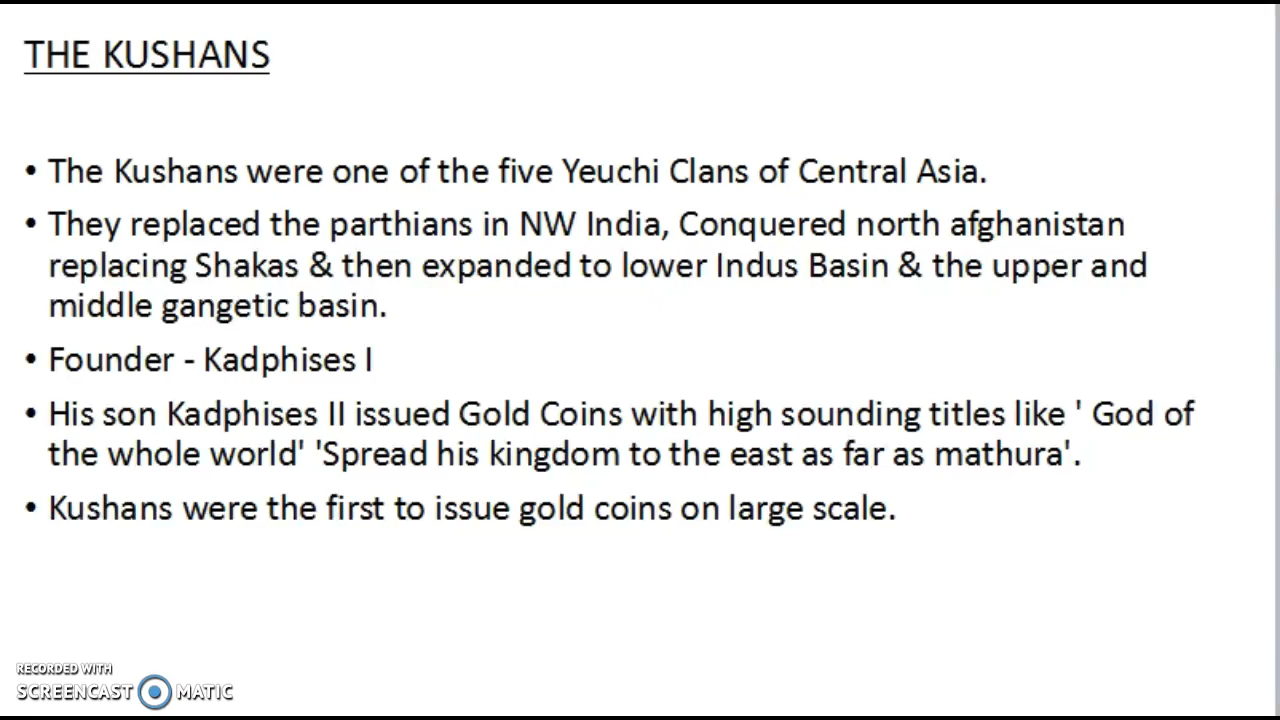 THE KUSHANS
• The Kushans were one of the five Yeuchi Clans of Central Asia.
• They replaced the parthians in NW India, Conquered north afghanistan
replacing Shakas & then expanded to lower Indus Basin & the upper and
middle gangetic basin.
• Founder - Kadphises I
• His son Kadphises II issued Gold Coins with high sounding titles like ' God of
the whole world' 'Spread his kingdom to the east as far as mathura'.
• Kushans were the first to issue gold coins on large scale.
RECORDED WITH
SCREENCAST MATIC